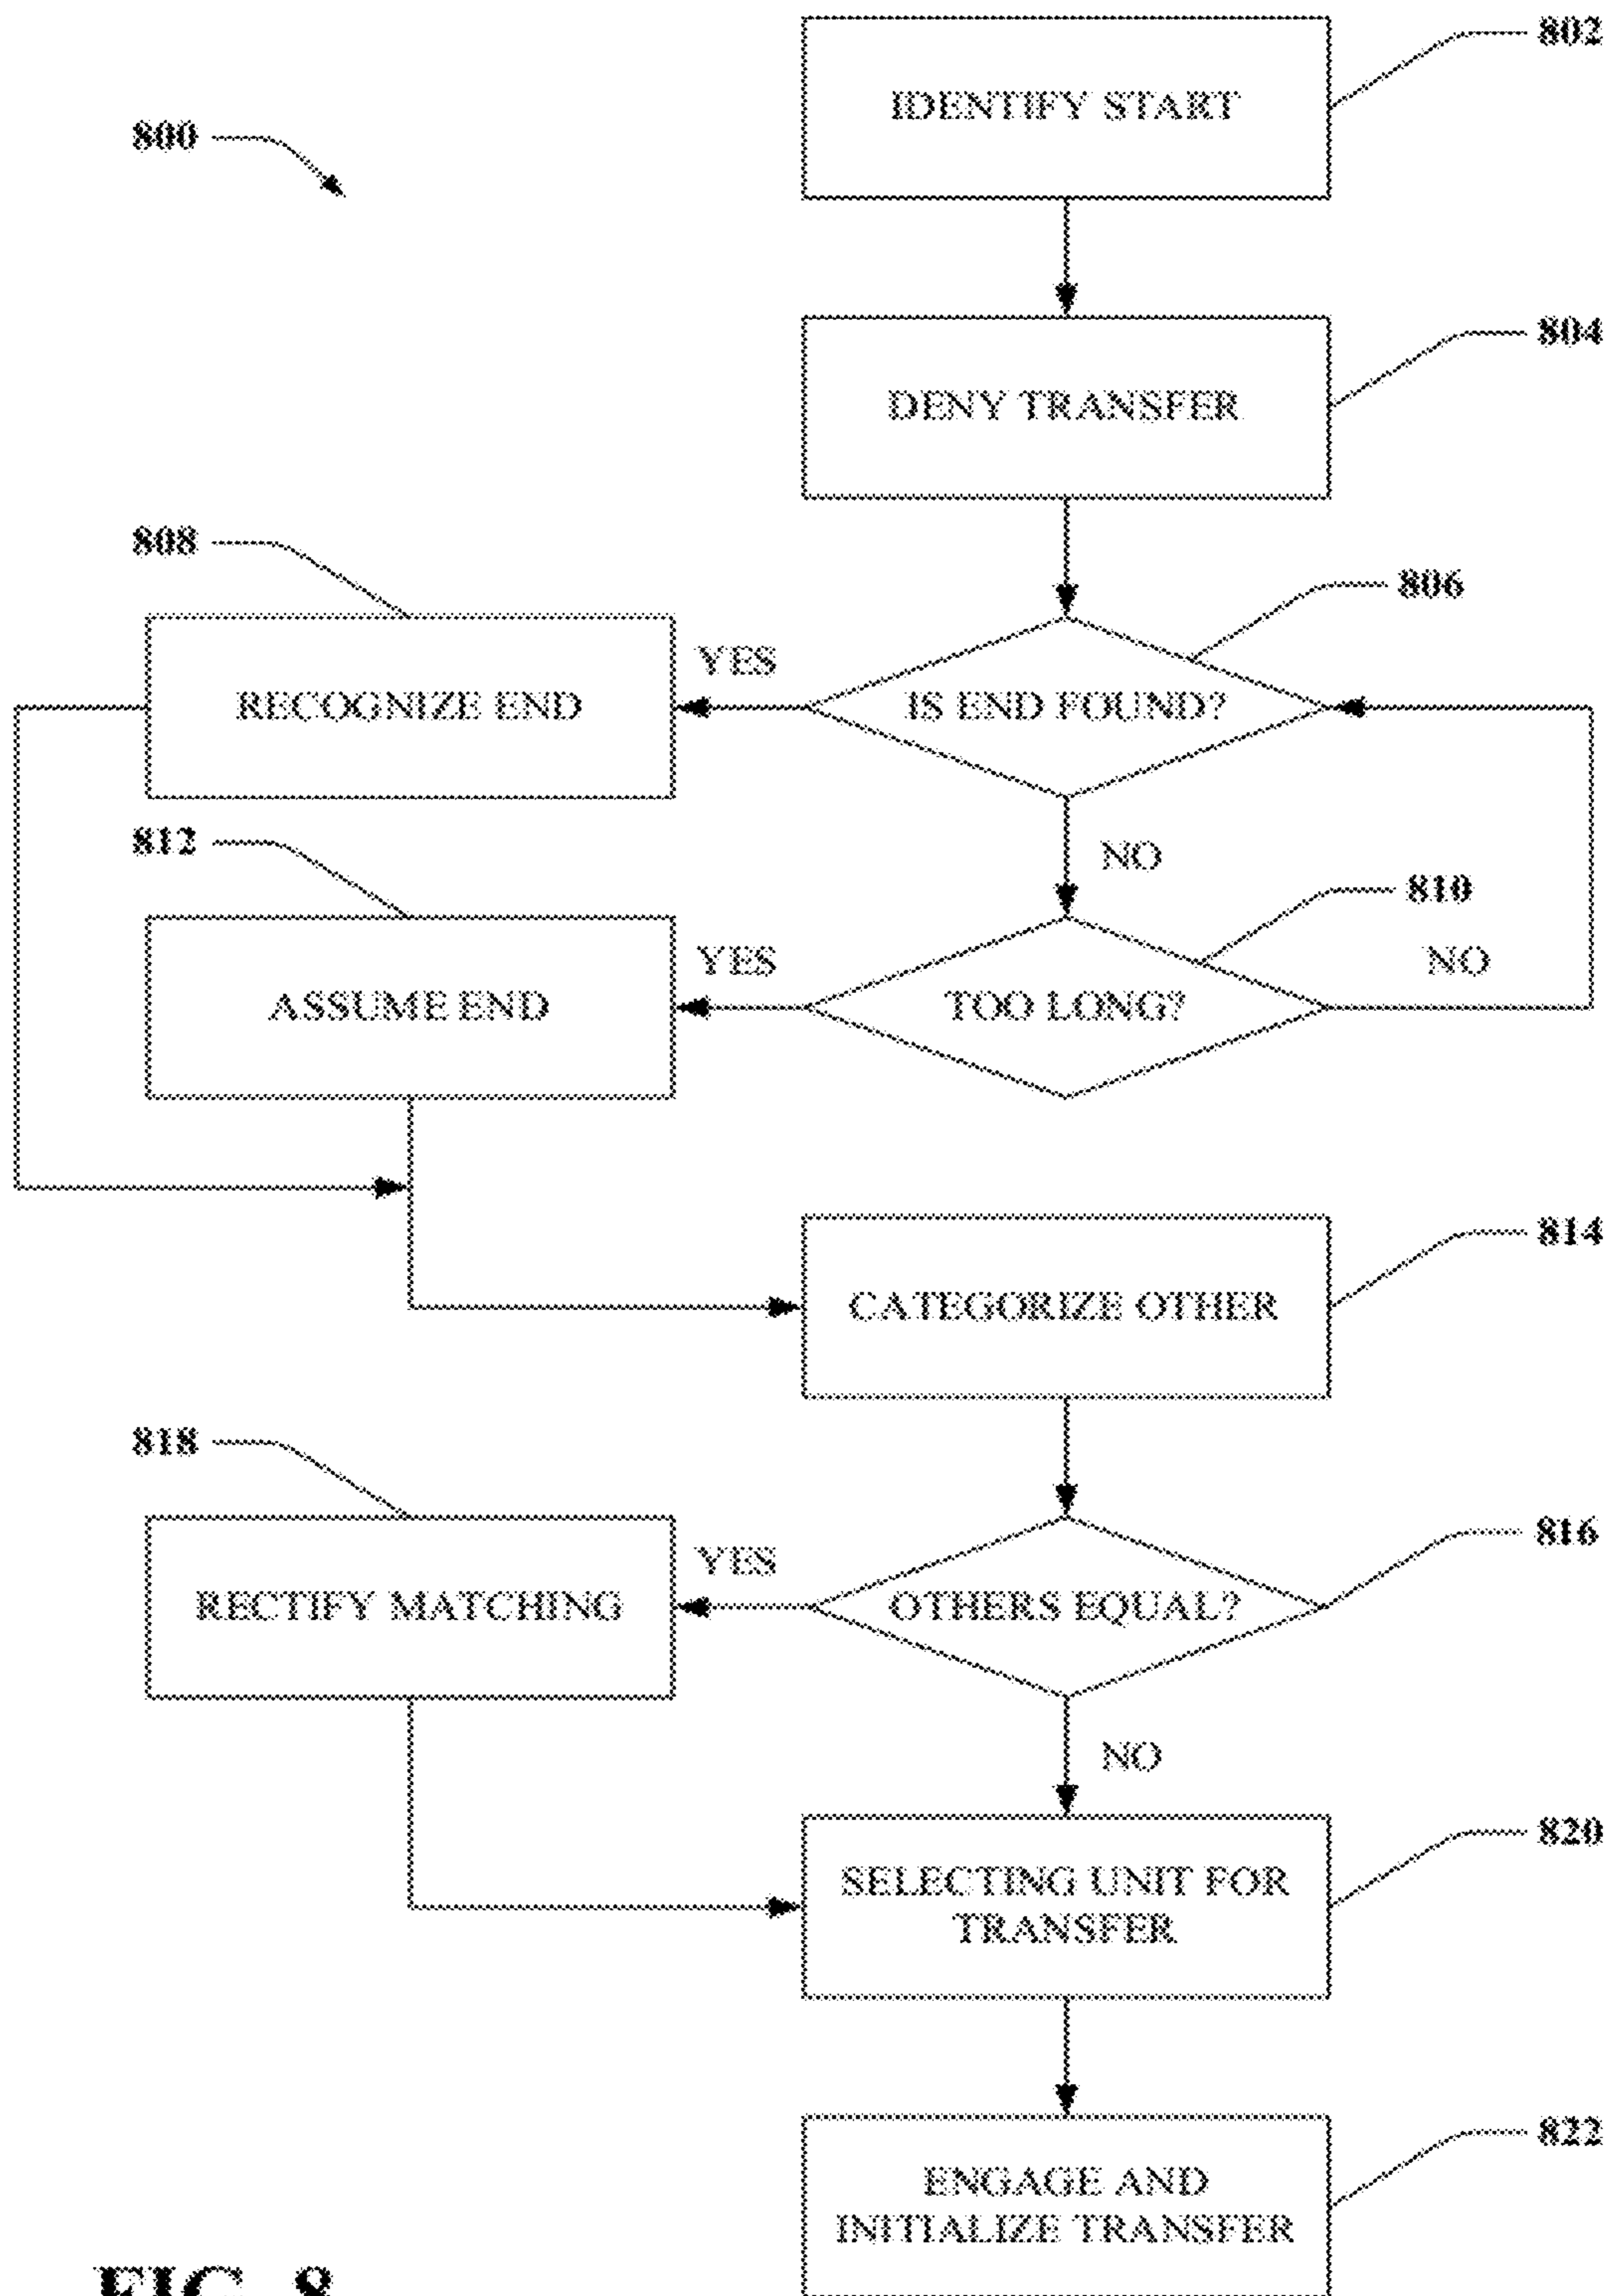 802
IDENTIFY START
800
804
DENY TRANSFER
808
806
YES
RECOGNIZE END
IS END FOUND?
812
NO
810
YES
NO
ASSUME END
TOO LONG?
814
CATEGORIZE OTHER
818
816
YES
RECTIFY MATCHING
OTHERS EQUAL?
NO
820
SELECTING UNIT FOR
TRANSFER
822
ENGAGE AND
INITIALIZE TRANSFER
FIG. 8